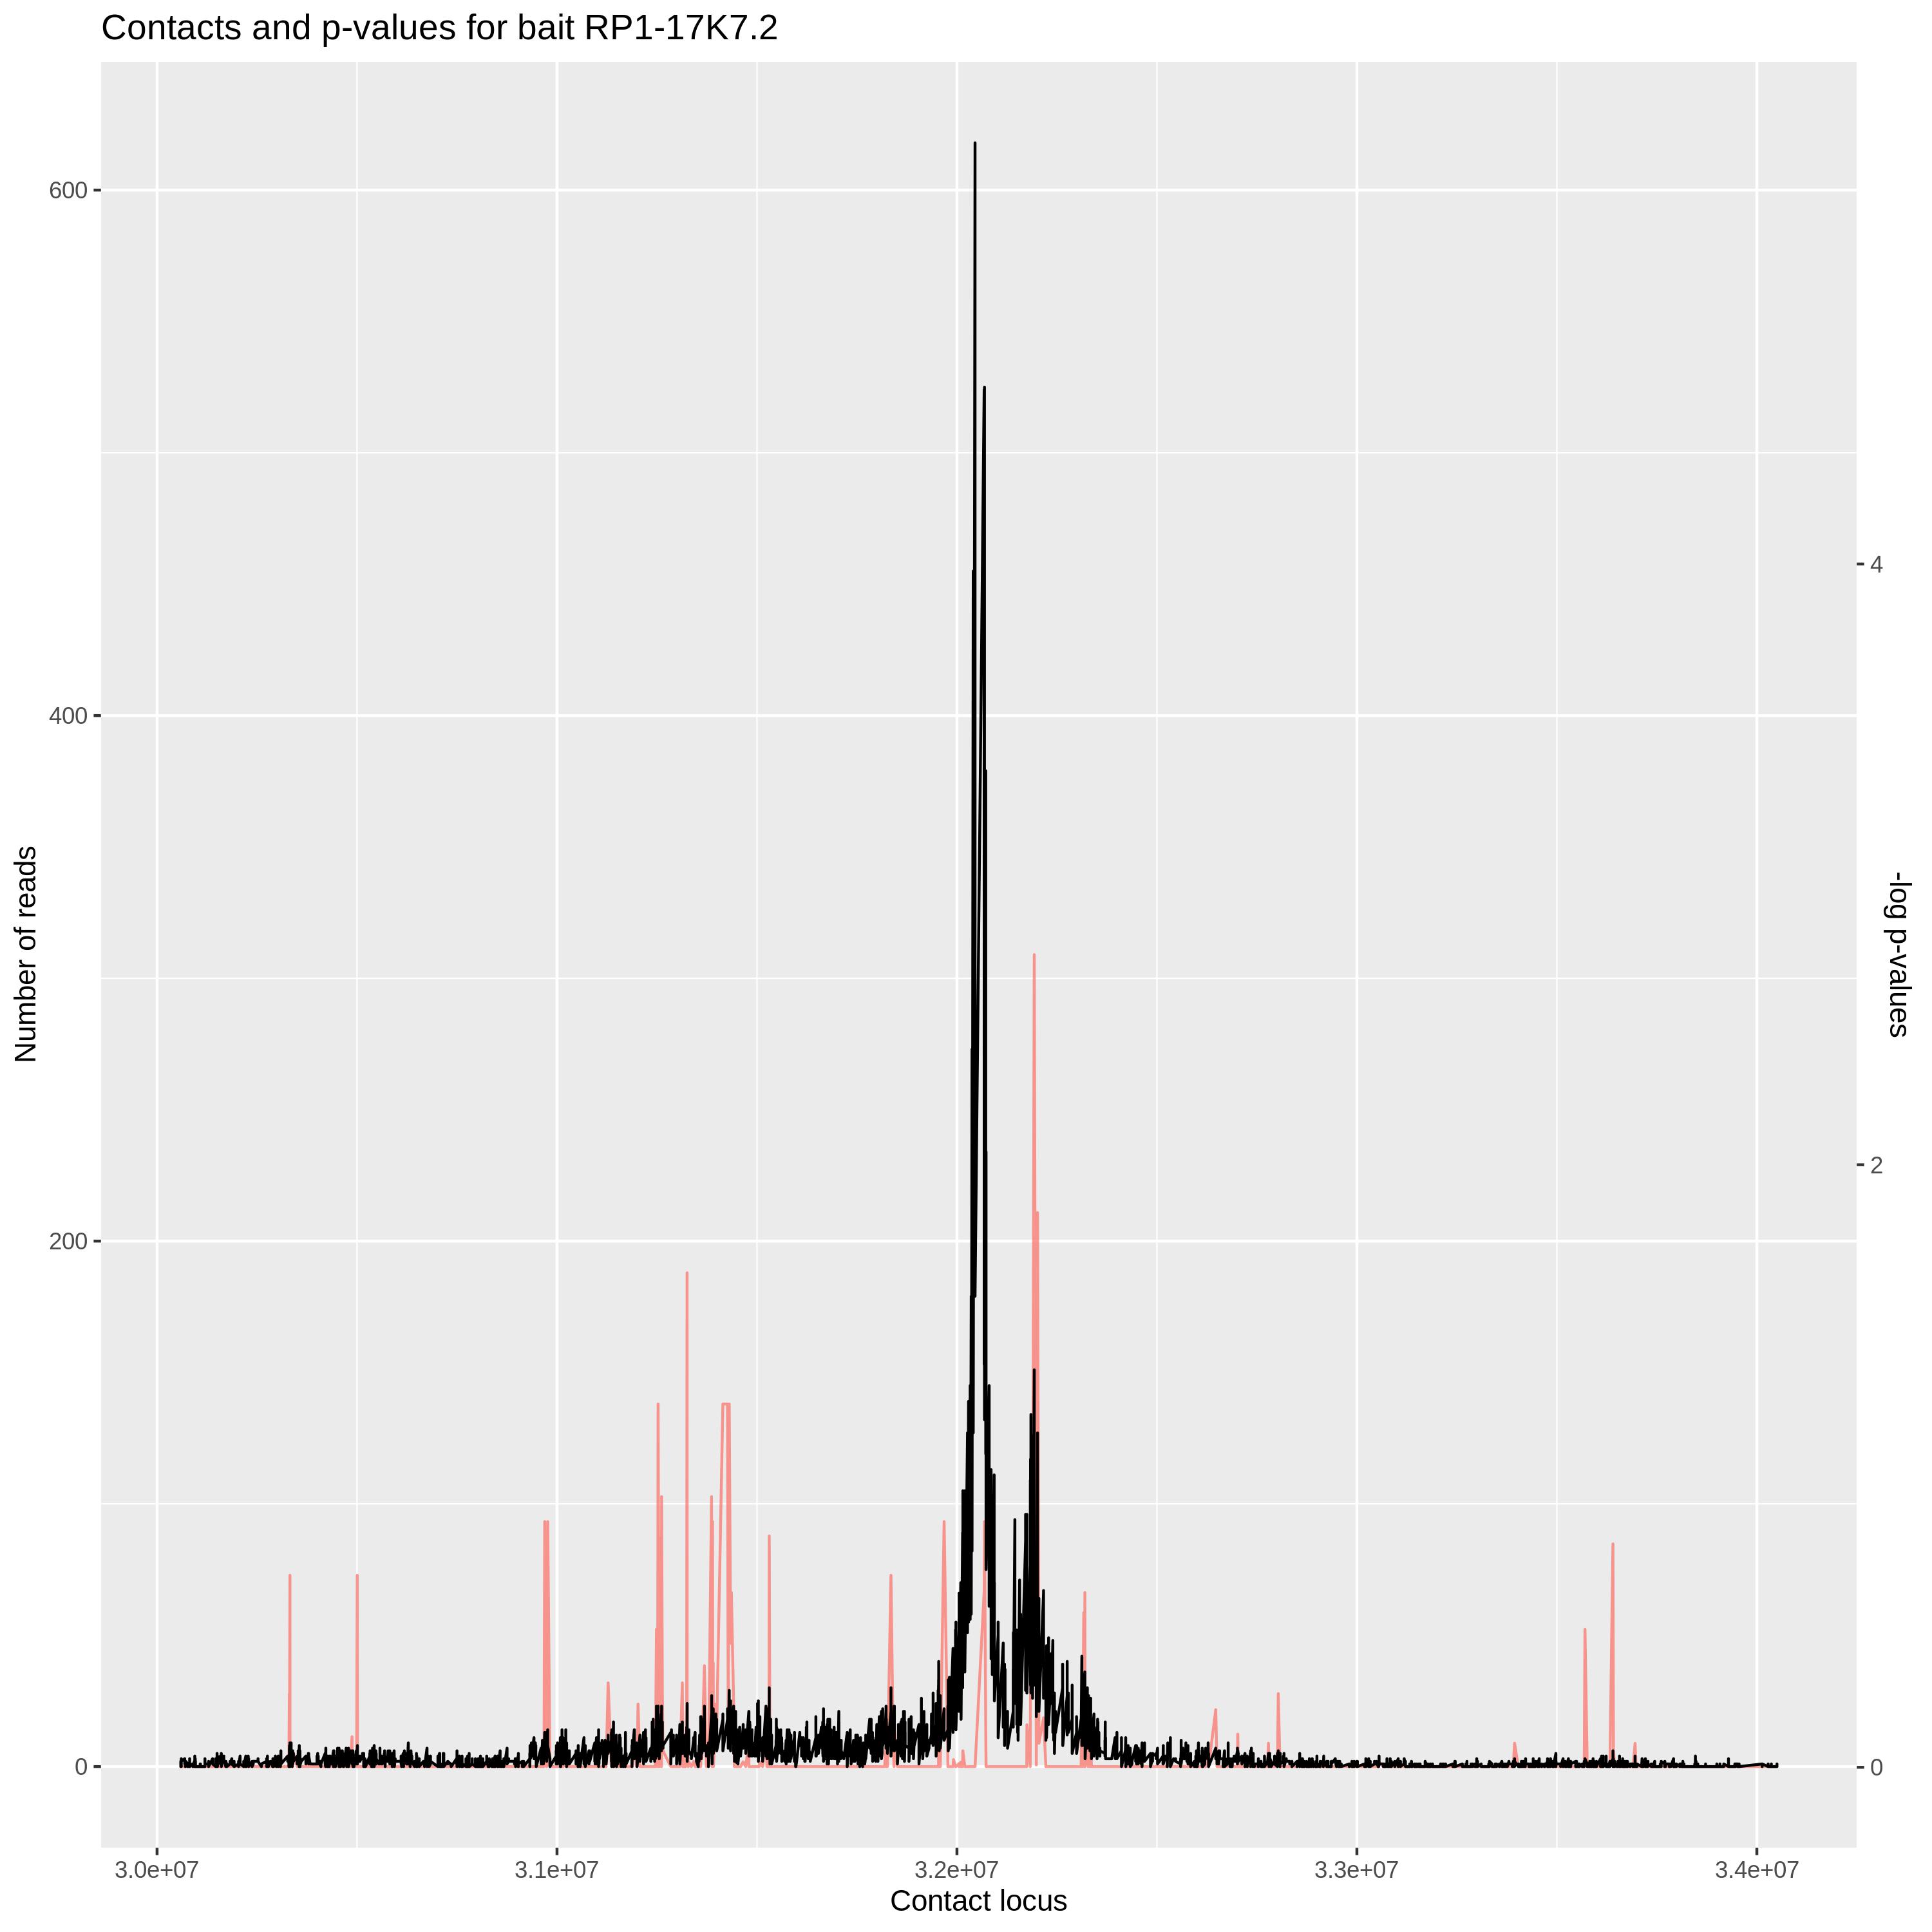 Contacts and p-values for bait RP1-17K7.2
600
400
200
0
Number of reads
4
2
0
-log p-values
3.0e+07
3.1e+07
3.2e+07
3.3e+07
3.4e+07
Contact locus